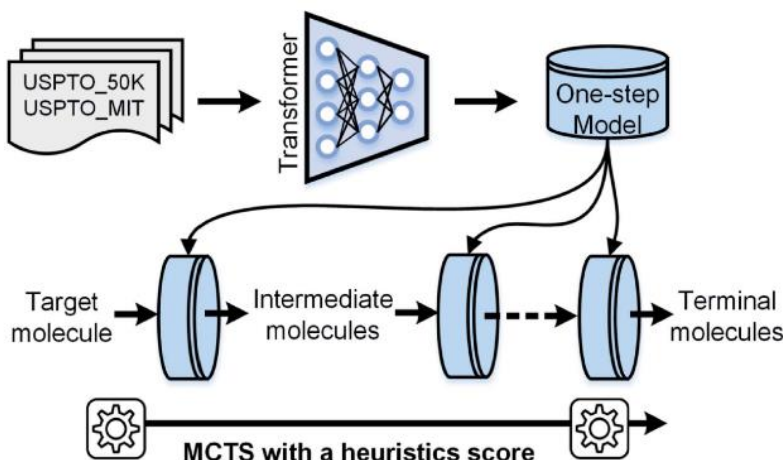 USPTO_50K
USPTO_MIT
Transformer
One-step
Model
Target
molecule
Intermediate
molecules
Terminal
molecules
MCTS with a heuristics score